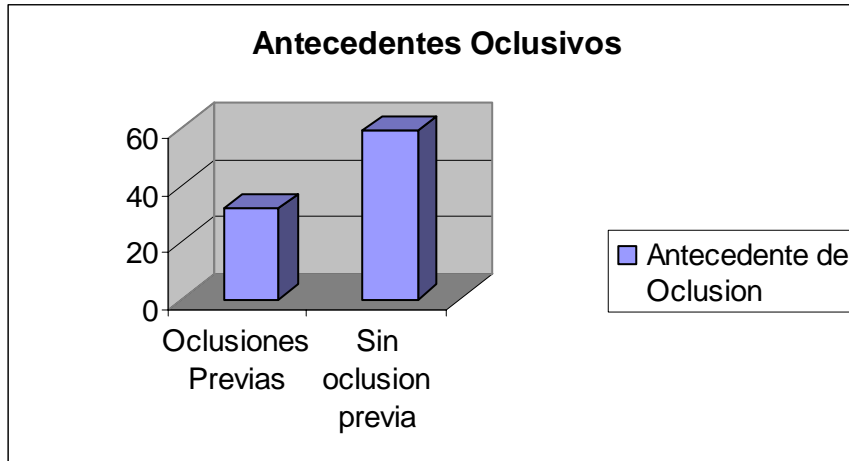 Antecedentes Oclusivos
60
40
20
0
Oclusiones
Previas
Sin
oclusion
previa
Antecedente de
Oclusion